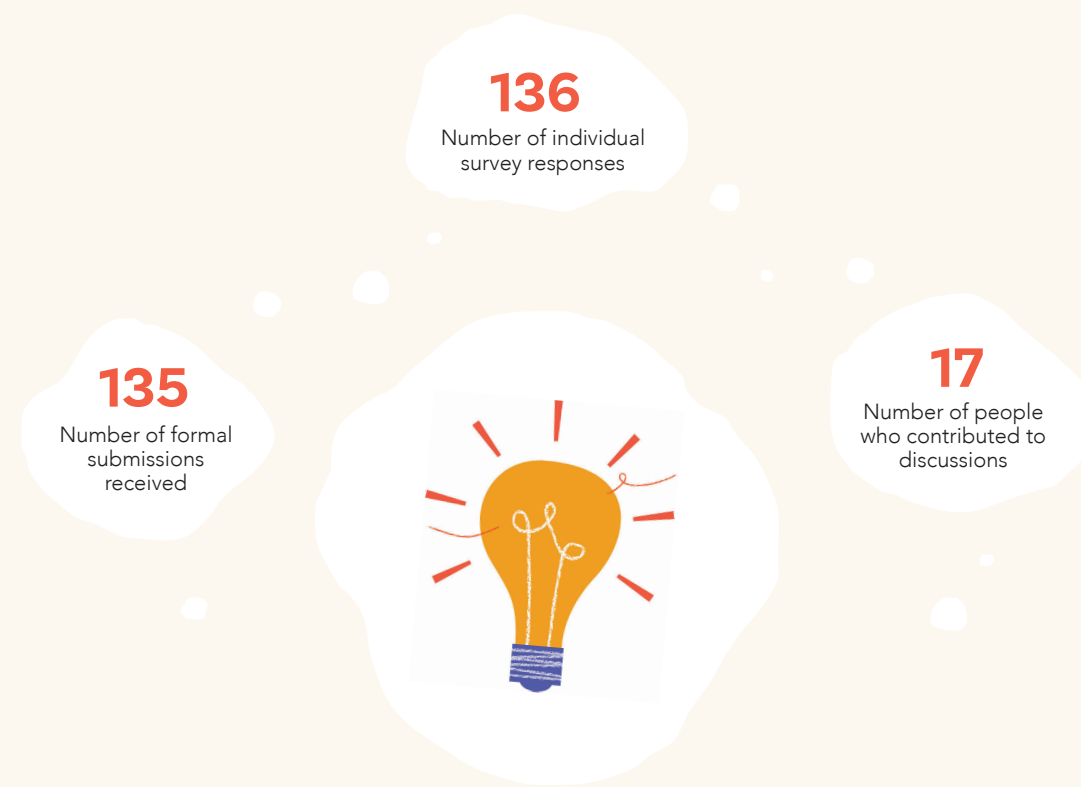 136
Number of individual
survey responses
135
Number of formal
submissions
received
17
Number of people
who contributed to
discussions